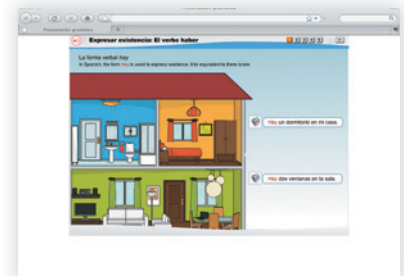 Presentación gramatical
Expresar existencia: El verbo haber
La forma verbal hay
In Spanish, the form hay is used to express existence. It is equivalent to there is/are.
Hay un dormitorio en mi casa.
Hay dos ventanas en la sala.